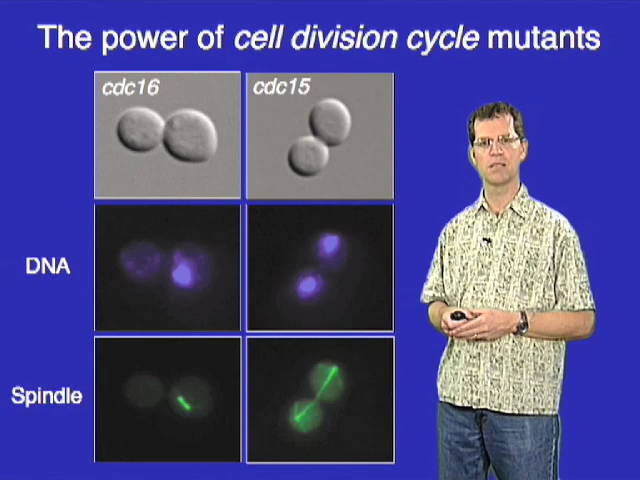 The power of cell division cycle mutants
cdc16
cdc15
DNA
Spindle